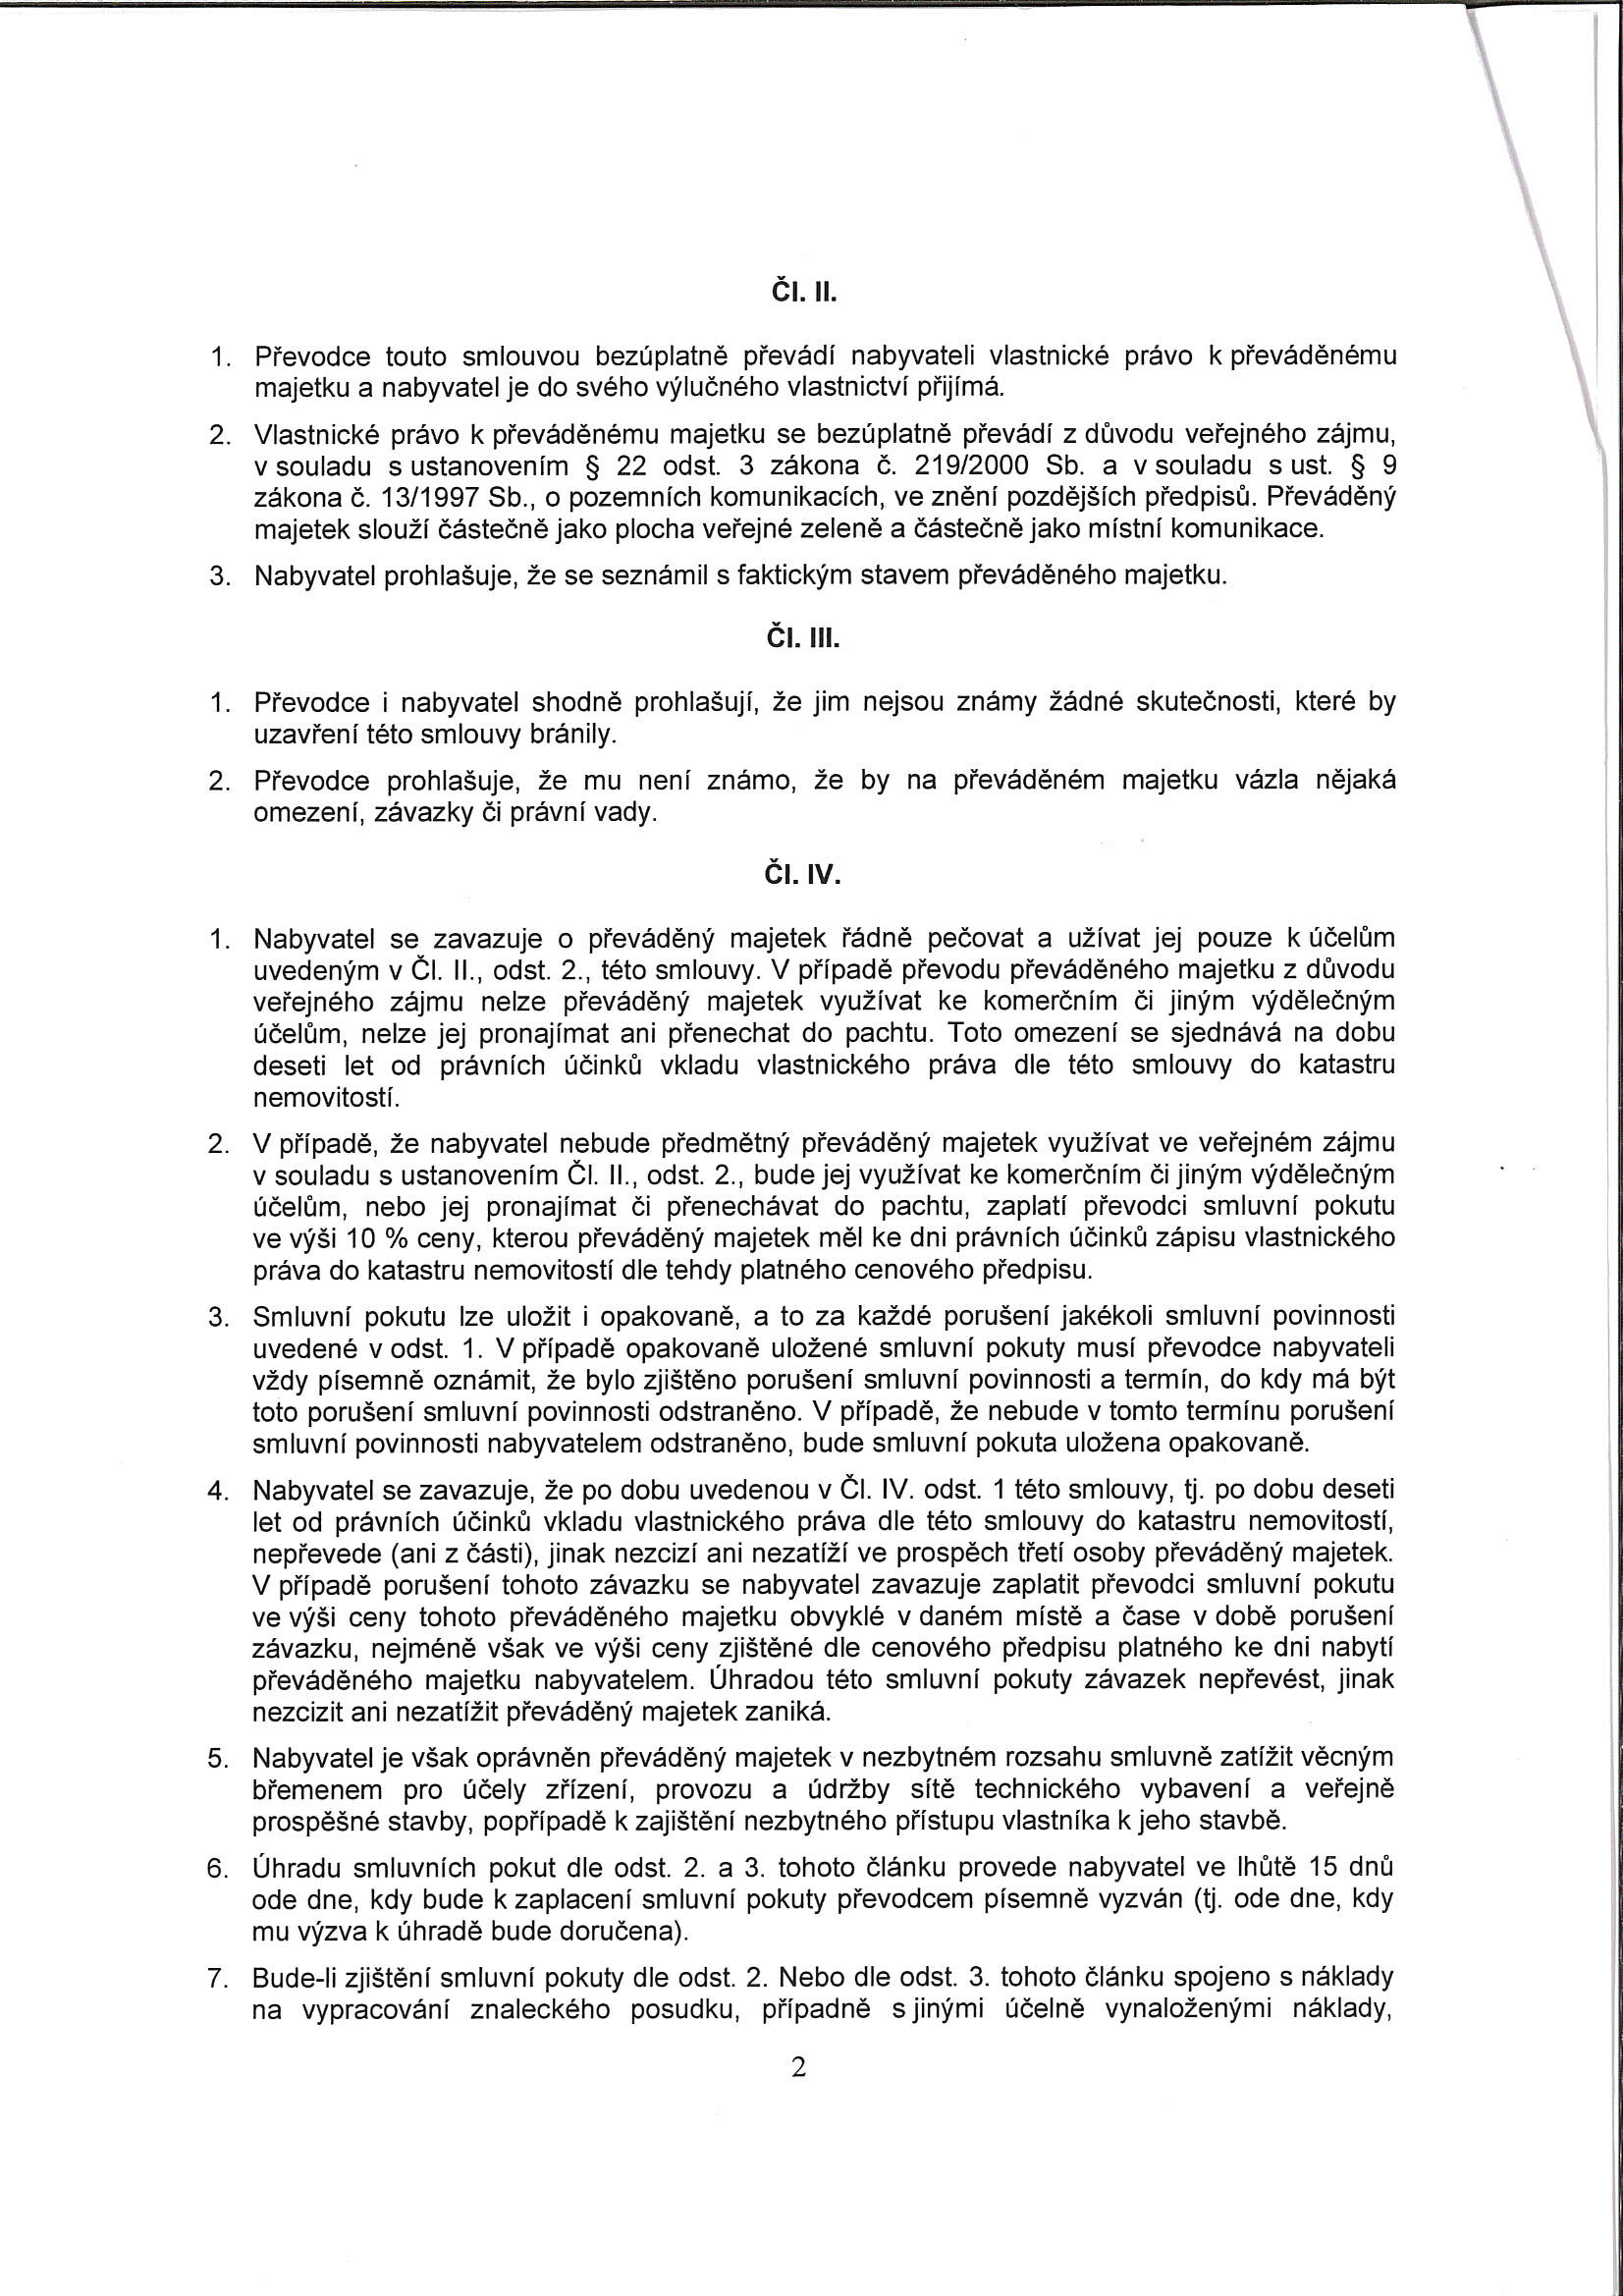 Čl. II.
1. Převodce touto smlouvou bezúplatně převádí nabyvateli vlastnické právo k převáděnému
majetku a nabyvatel je do svého výlučného vlastnictví přijímá.
2. Vlastnické právo k převáděnému majetku se bezúplatně převádí z důvodu veřejného zájmu,
v souladu s ustanovením § 22 odst. 3 zákona č. 219/2000 Sb. a v souladu s ust. § 9
zákona č. 13/1997 Sb., o pozemních komunikacích, ve znění pozdějších předpisů. Převáděný
majetek slouží částečně jako plocha veřejné zeleně a částečně jako místní komunikace.
3. Nabyvatel prohlašuje, že se seznámil s faktickým stavem převáděného majetku.
Čl. III.
1. Převodce i nabyvatel shodně prohlašují, že jim nejsou známy žádné skutečnosti, které by
uzavření této smlouvy bránily.
2. Převodce prohlašuje, že mu není známo, že by na převáděném majetku vázla nějaká
omezení, závazky či právní vady.
Čl. IV.
1. Nabyvatel se zavazuje o převáděný majetek řádně pečovat a užívat jej pouze k účelům
uvedeným v Čl. II., odst. 2., této smlouvy. V případě převodu převáděného majetku z důvodu
veřejného zájmu nelze převáděný majetek využívat ke komerčním či jiným výdělečným
účelům, nelze jej pronajímat ani přenechat do pachtu. Toto omezení se sjednává na dobu
deseti let od právních účinků vkladu vlastnického práva dle této smlouvy do katastru
nemovitostí.
2. V případě, že nabyvatel nebude předmětný převáděný majetek využívat ve veřejném zájmu
v souladu s ustanovením Čl. II., odst. 2., bude jej využívat ke komerčním či jiným výdělečným
účelům, nebo jej pronajímat či přenechávat do pachtu, zaplatí převodci smluvní pokutu
ve výši 10 % ceny, kterou převáděný majetek měl ke dni právních účinků zápisu vlastnického
práva do katastru nemovitostí dle tehdy platného cenového předpisu.
3. Smluvní pokutu lze uložit i opakovaně, a to za každé porušení jakékoli smluvní povinnosti
uvedené v odst. 1. V případě opakovaně uložené smluvní pokuty musí převodce nabyvateli
vždy písemně oznámit, že bylo zjištěno porušení smluvní povinnosti a termín, do kdy má být
toto porušení smluvní povinnosti odstraněno. V případě, že nebude v tomto termínu porušení
smluvní povinnosti nabyvatelem odstraněno, bude smluvní pokuta uložena opakovaně.
4. Nabyvatel se zavazuje, že po dobu uvedenou v Čl. IV. odst. 1 této smlouvy, tj. po dobu deseti
let od právních účinků vkladu vlastnického práva dle této smlouvy do katastru nemovitostí,
nepřevede (ani z části), jinak nezcizí ani nezatíží ve prospěch třetí osoby převáděný majetek.
V případě porušení tohoto závazku se nabyvatel zavazuje zaplatit převodci smluvní pokutu
ve výši ceny tohoto převáděného majetku obvyklé v daném místě a čase v době porušení
závazku, nejméně však ve výši ceny zjištěné dle cenového předpisu platného ke dni nabytí
převáděného majetku nabyvatelem. Úhradou této smluvní pokuty závazek nepřevést, jinak
nezcizit ani nezatížit převáděný majetek zaniká.
5. Nabyvatel je však oprávněn převáděný majetek v nezbytném rozsahu smluvně zatížit věcným
břemenem pro účely zřízení, provozu a údržby sítě technického vybavení a veřejně
prospěšné stavby, popřípadě k zajištění nezbytného přístupu vlastníka k jeho stavbě.
6. Úhradu smluvních pokut dle odst. 2. a 3. tohoto článku provede nabyvatel ve lhůtě 15 dnů
ode dne, kdy bude k zaplacení smluvní pokuty převodcem písemně vyzván (tj. ode dne, kdy
mu výzva k úhradě bude doručena).
7. Bude-li zjištění smluvní pokuty dle odst. 2. Nebo dle odst. 3. tohoto článku spojeno s náklady
na vypracování znaleckého posudku, případně s jinými účelně vynaloženými náklady,
2